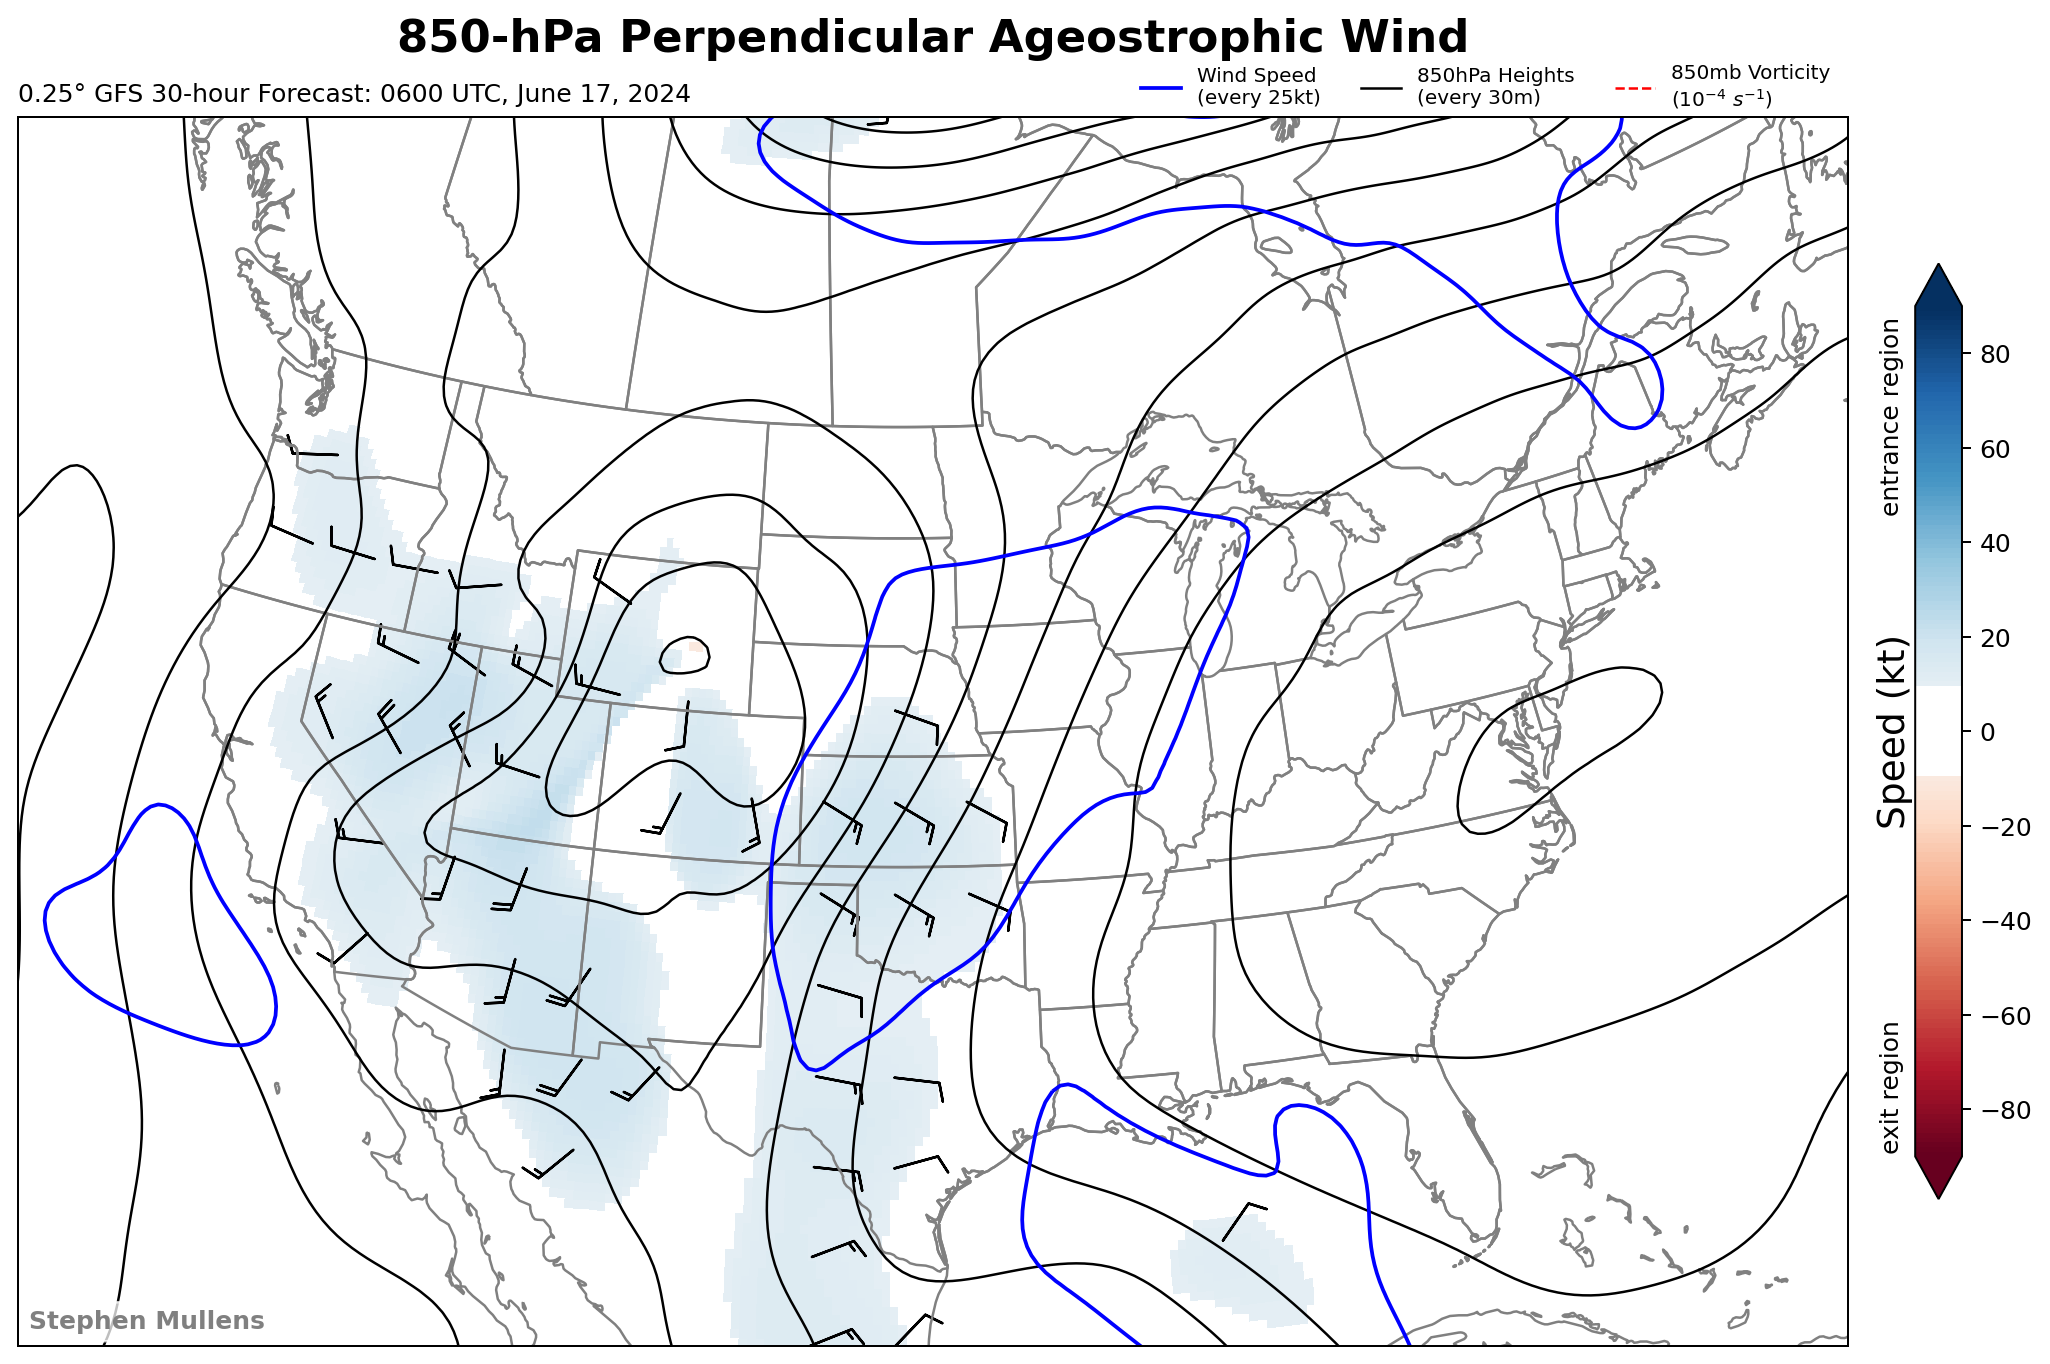 850-hPa Perpendicular Ageostrophic Wind
0.25° GFS 30-hour Forecast: 0600 UTC, June 17, 2024
Wind Speed
(every 25kt)
850hPa Heights
(every 30m)
850mb Vorticity
(10⁻⁴ s⁻¹)
entrance region
Speed (kt)
exit region
80
60
40
20
0
−20
−40
−60
−80
Stephen Mullens